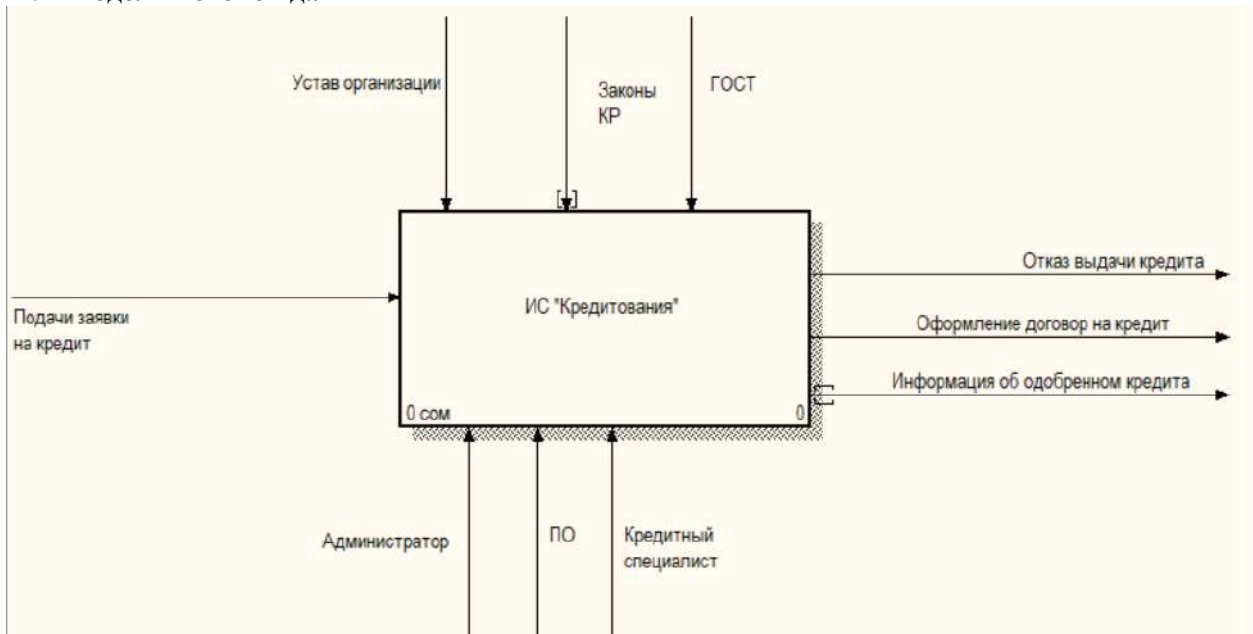 Устав организации
Законы
КР
ГОСТ
Отказ выдачи кредита
ИС "Кредитования"
Подачи заявки
на кредит
Оформление договор на кредит
Информация об одобренном кредита
0 сом
0
Администратор
ПО
Кредитный
специалист